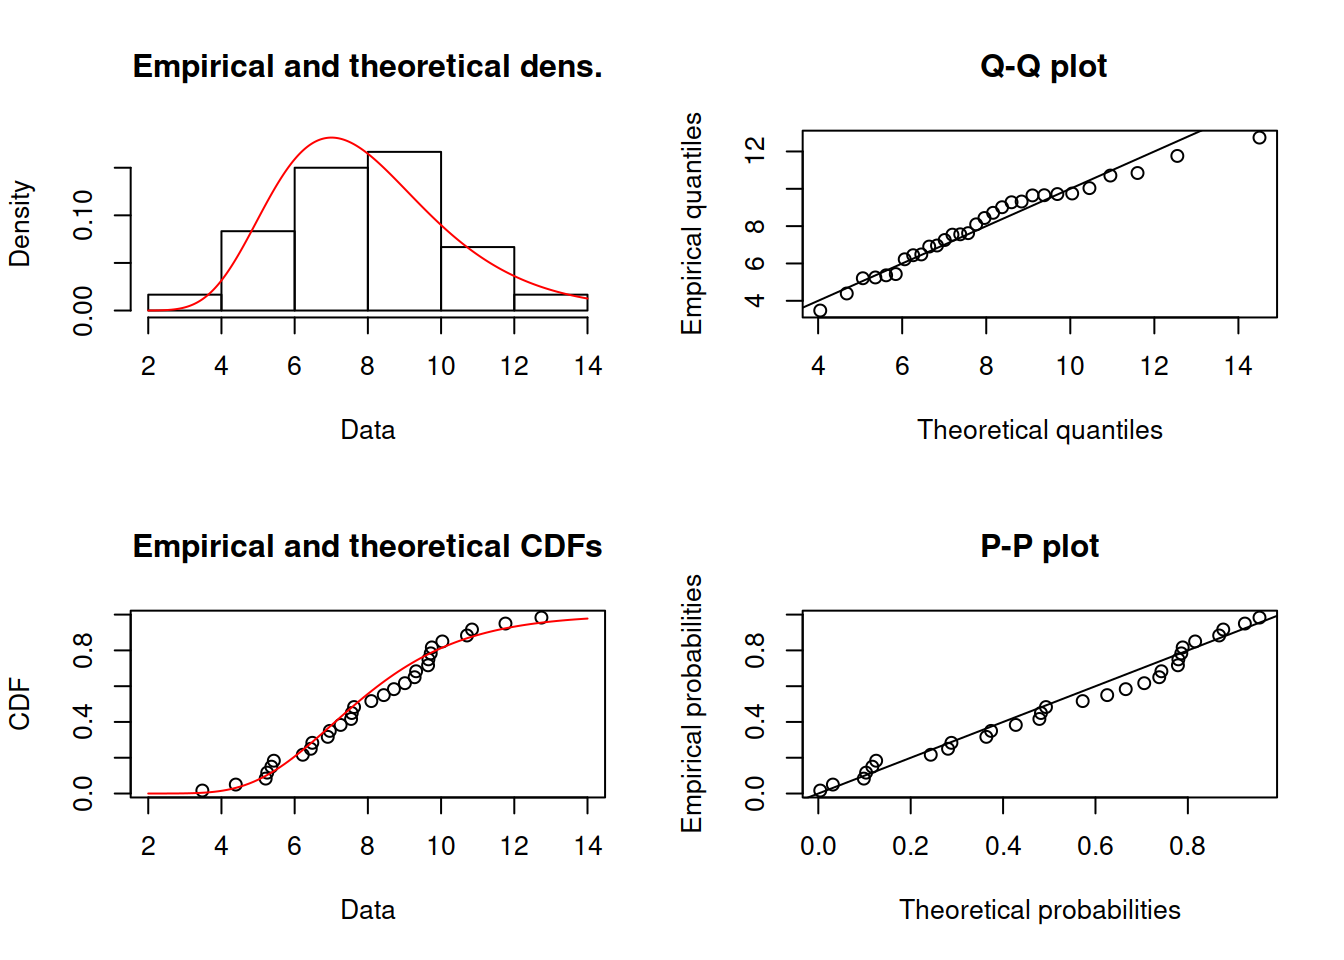 Empirical and theoretical dens.
Density
0.00 0.10
2 4 6 8 10 12 14
Data
Q-Q plot
Empirical quantiles
4 6 8 12
4 6 8 10 12 14
Theoretical quantiles
Empirical and theoretical CDFs
CDF
0.0 0.4 0.8
2 4 6 8 10 12 14
Data
P-P plot
Empirical probabilities
0.0 0.4 0.8
0.0 0.2 0.4 0.6 0.8
Theoretical probabilities